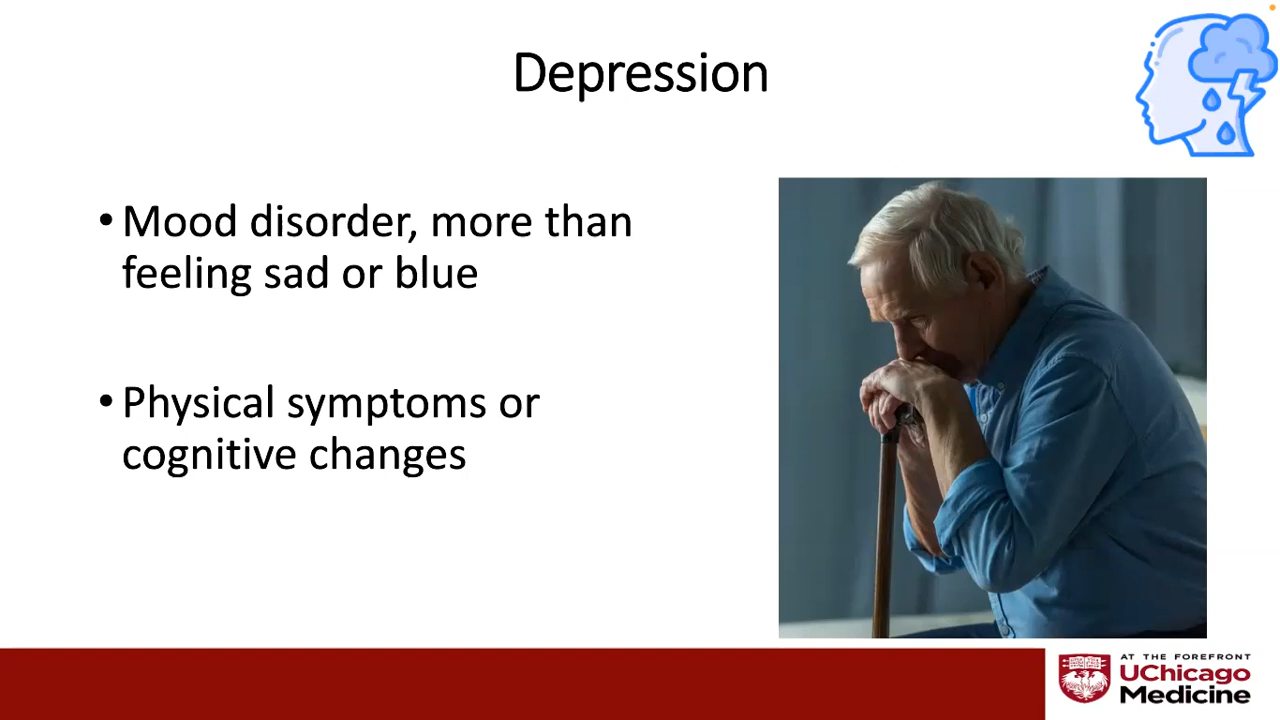 Depression
• Mood disorder, more than
feeling sad or blue
• Physical symptoms or
cognitive changes
AT THE FOREFRONT
UChicago
Medicine